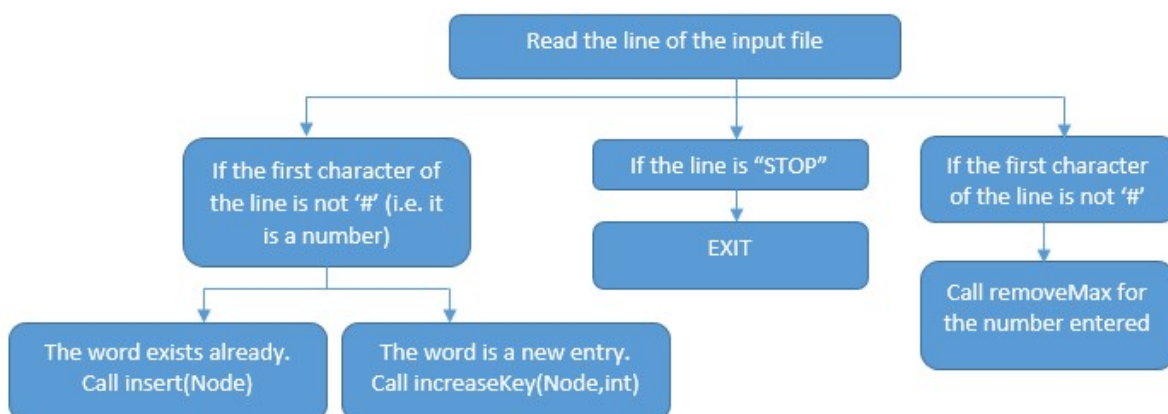 Read the line of the input file
If the first character of
the line is not ‘#’ (i.e. it
is a number)
If the line is “STOP”
If the first character
of the line is not ‘#’
EXIT
Call removeMax for
the number entered
The word exists already.
Call insert(Node)
The word is a new entry.
Call increaseKey(Node,int)